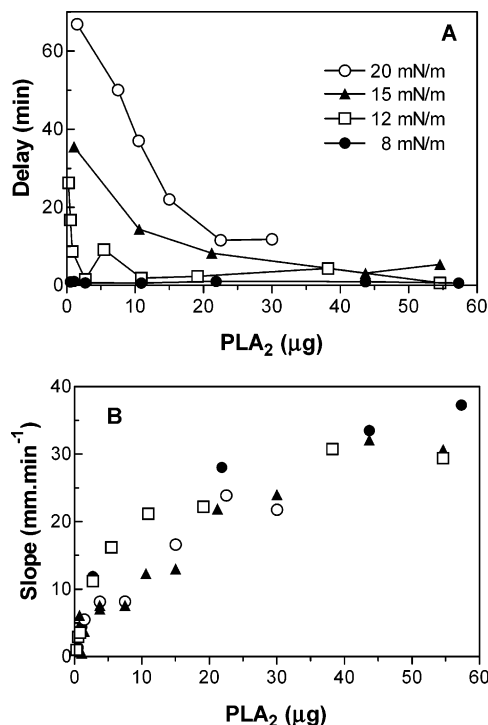 A
60
40
20
0
Delay (min)
20 mN/m
15 mN/m
12 mN/m
8 mN/m
0 10 20 30 40 50 60
PLA₂ (μg)
B
40
30
20
10
0
Slope (mm.min⁻¹)
0 10 20 30 40 50 60
PLA₂ (μg)